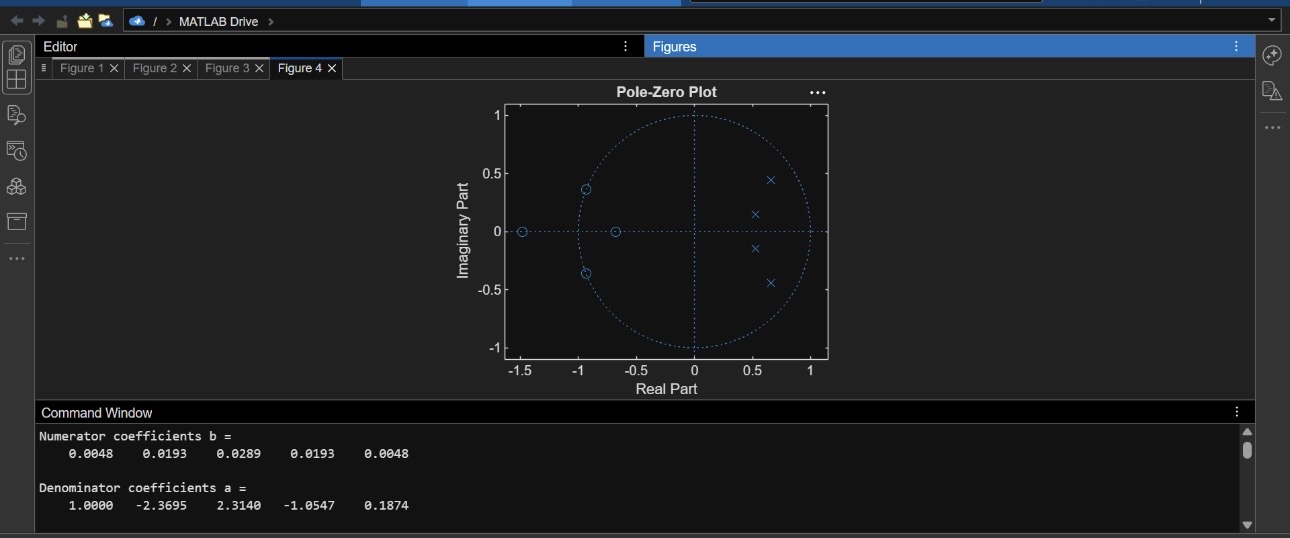 / > MATLAB Drive >
Editor
Figures
Figure 1 × Figure 2 × Figure 3 × Figure 4 ×
Pole-Zero Plot
1
0.5
0
-0.5
-1
Imaginary Part
-1.5 -1 -0.5 0 0.5 1
Real Part
Command Window
Numerator coefficients b =
0.0048 0.0193 0.0289 0.0193 0.0048
Denominator coefficients a =
1.0000 -2.3695 2.3140 -1.0547 0.1874